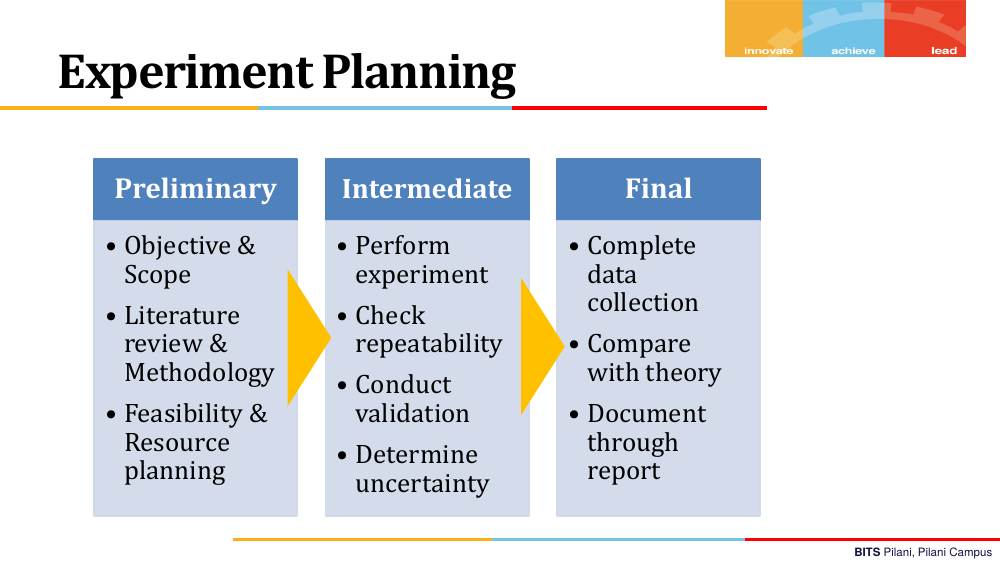 innovate achieve lead
Experiment Planning
Preliminary
• Objective &
Scope
• Literature
review &
Methodology
• Feasibility &
Resource
planning
Intermediate
• Perform
experiment
• Check
repeatability
• Conduct
validation
• Determine
uncertainty
Final
• Complete
data
collection
• Compare
with theory
• Document
through
report
BITS Pilani, Pilani Campus